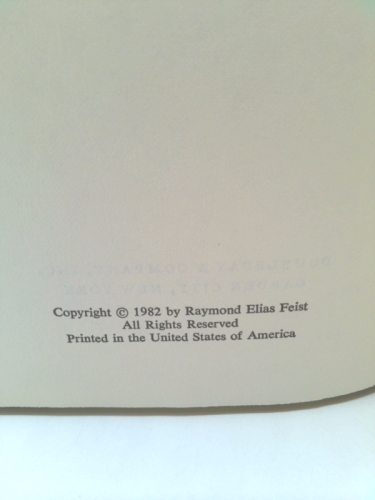 Copyright © 1982 by Raymond Elias Feist
All Rights Reserved
Printed in the United States of America